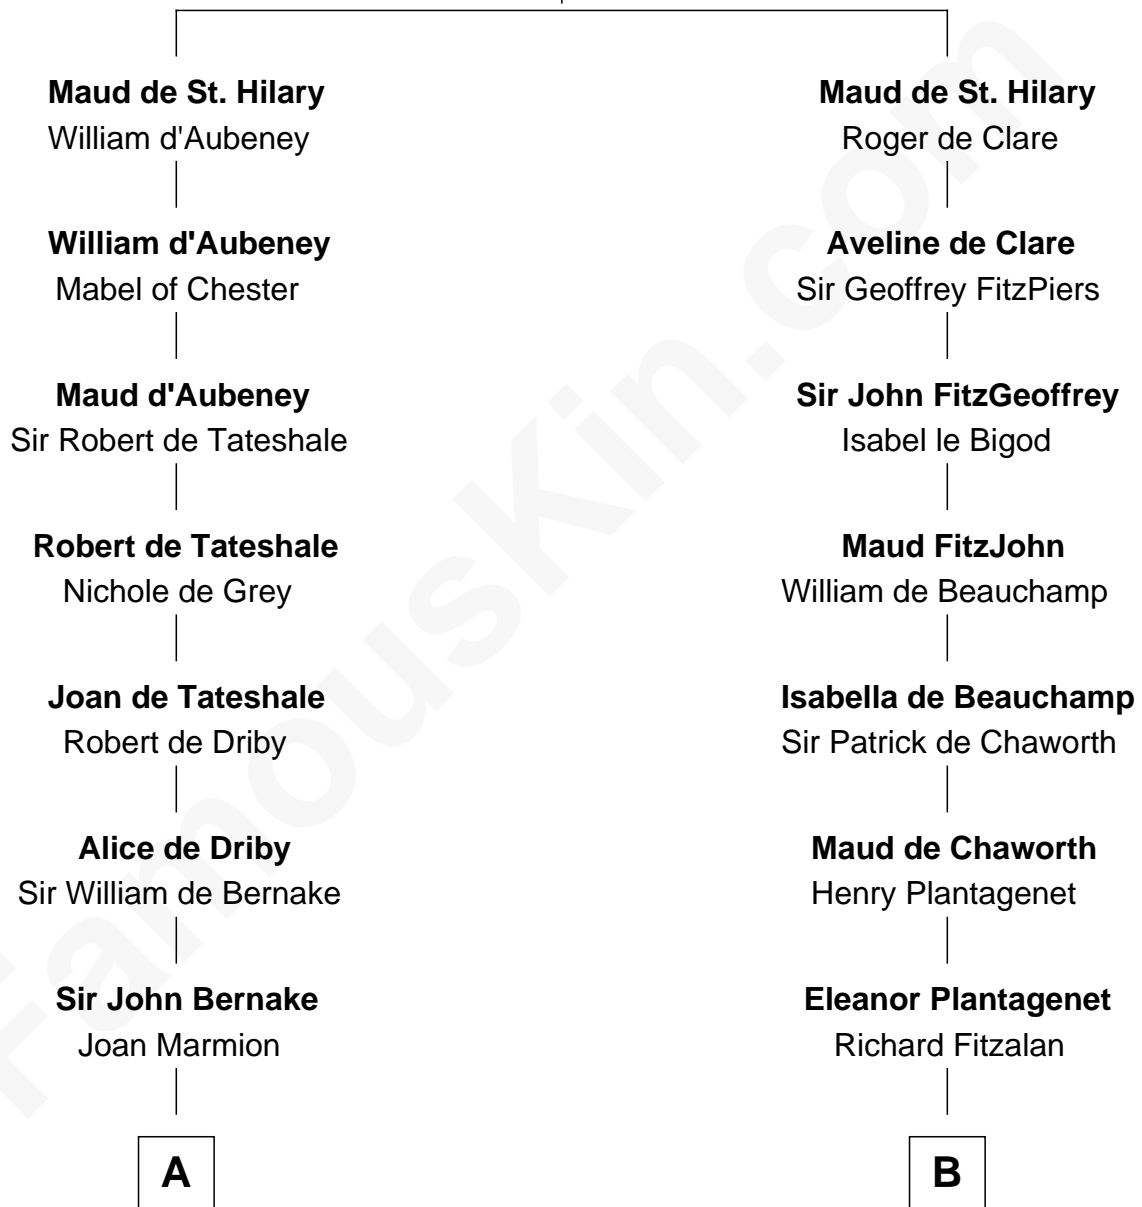 Maud de St. Hilary
William d'Aubeney
Maud de St. Hilary
Roger de Clare
William d'Aubeney
Mabel of Chester
Aveline de Clare
Sir Geoffrey FitzPiers
Maud d'Aubeney
Sir Robert de Tateshale
Sir John FitzGeoffrey
Isabel le Bigod
Robert de Tateshale
Nichole de Grey
Maud FitzJohn
William de Beauchamp
Joan de Tateshale
Robert de Driby
Isabella de Beauchamp
Sir Patrick de Chaworth
Alice de Driby
Sir William de Bernake
Maud de Chaworth
Henry Plantagenet
Sir John Bernake
Joan Marmion
Eleanor Plantagenet
Richard Fitzalan
A
B
FamousKin.com